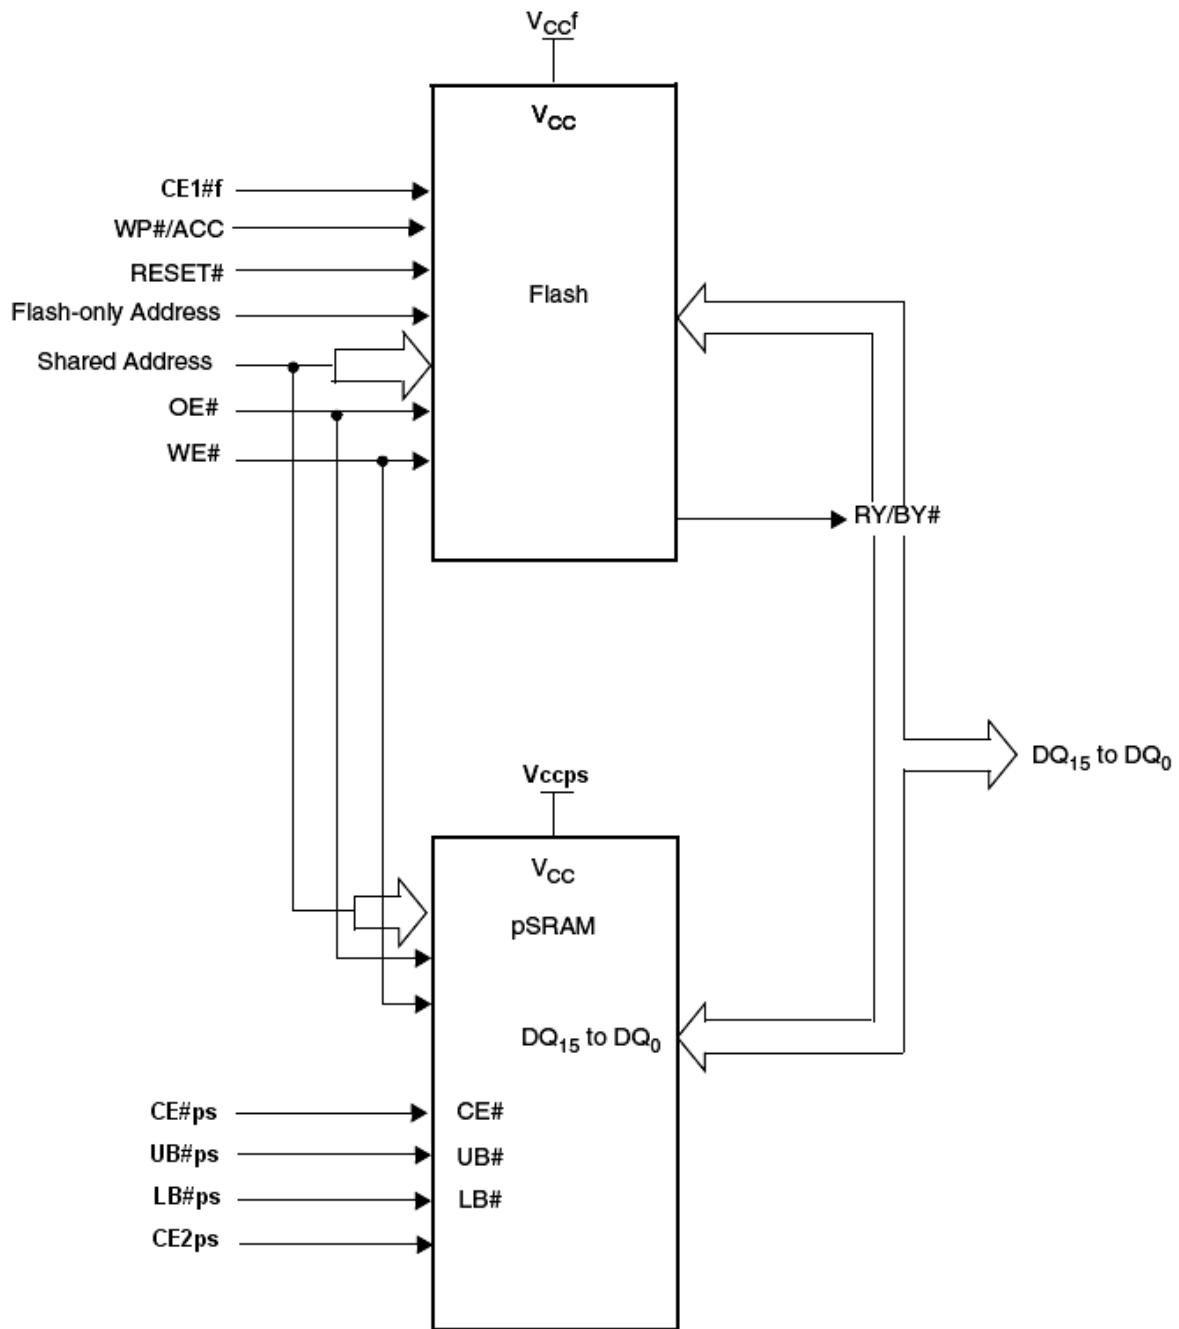 VCCf
VCC
CE1#f
WP#/ACC
RESET#
Flash
Flash-only Address
Shared Address
OE#
WE#
RY/BY#
DQ15 to DQ0
Vccps
VCC
pSRAM
DQ15 to DQ0
CE#ps
CE#
UB#ps
UB#
LB#ps
LB#
CE2ps